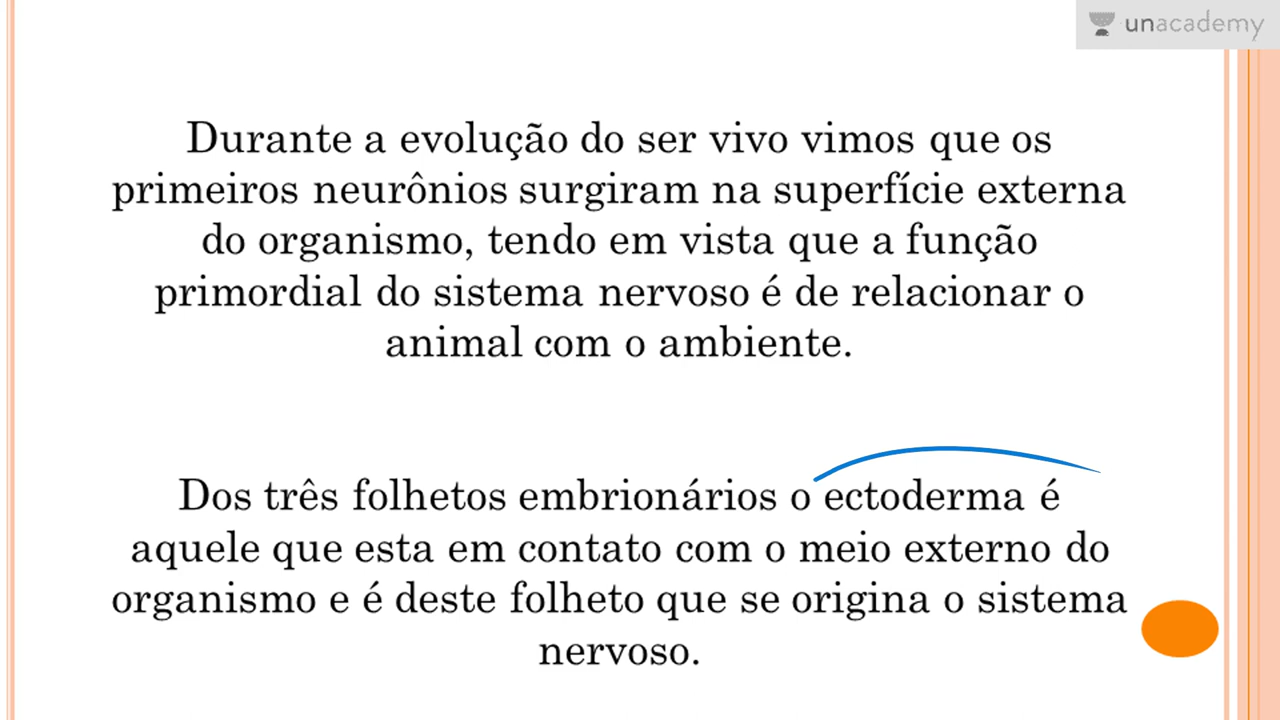 unacademy
Durante a evolução do ser vivo vimos que os
primeiros neurônios surgiram na superfície externa
do organismo, tendo em vista que a função
primordial do sistema nervoso é de relacionar o
animal com o ambiente.
Dos três folhetos embrionários o ectoderma é
aquele que esta em contato com o meio externo do
organismo e é deste folheto que se origina o sistema
nervoso.